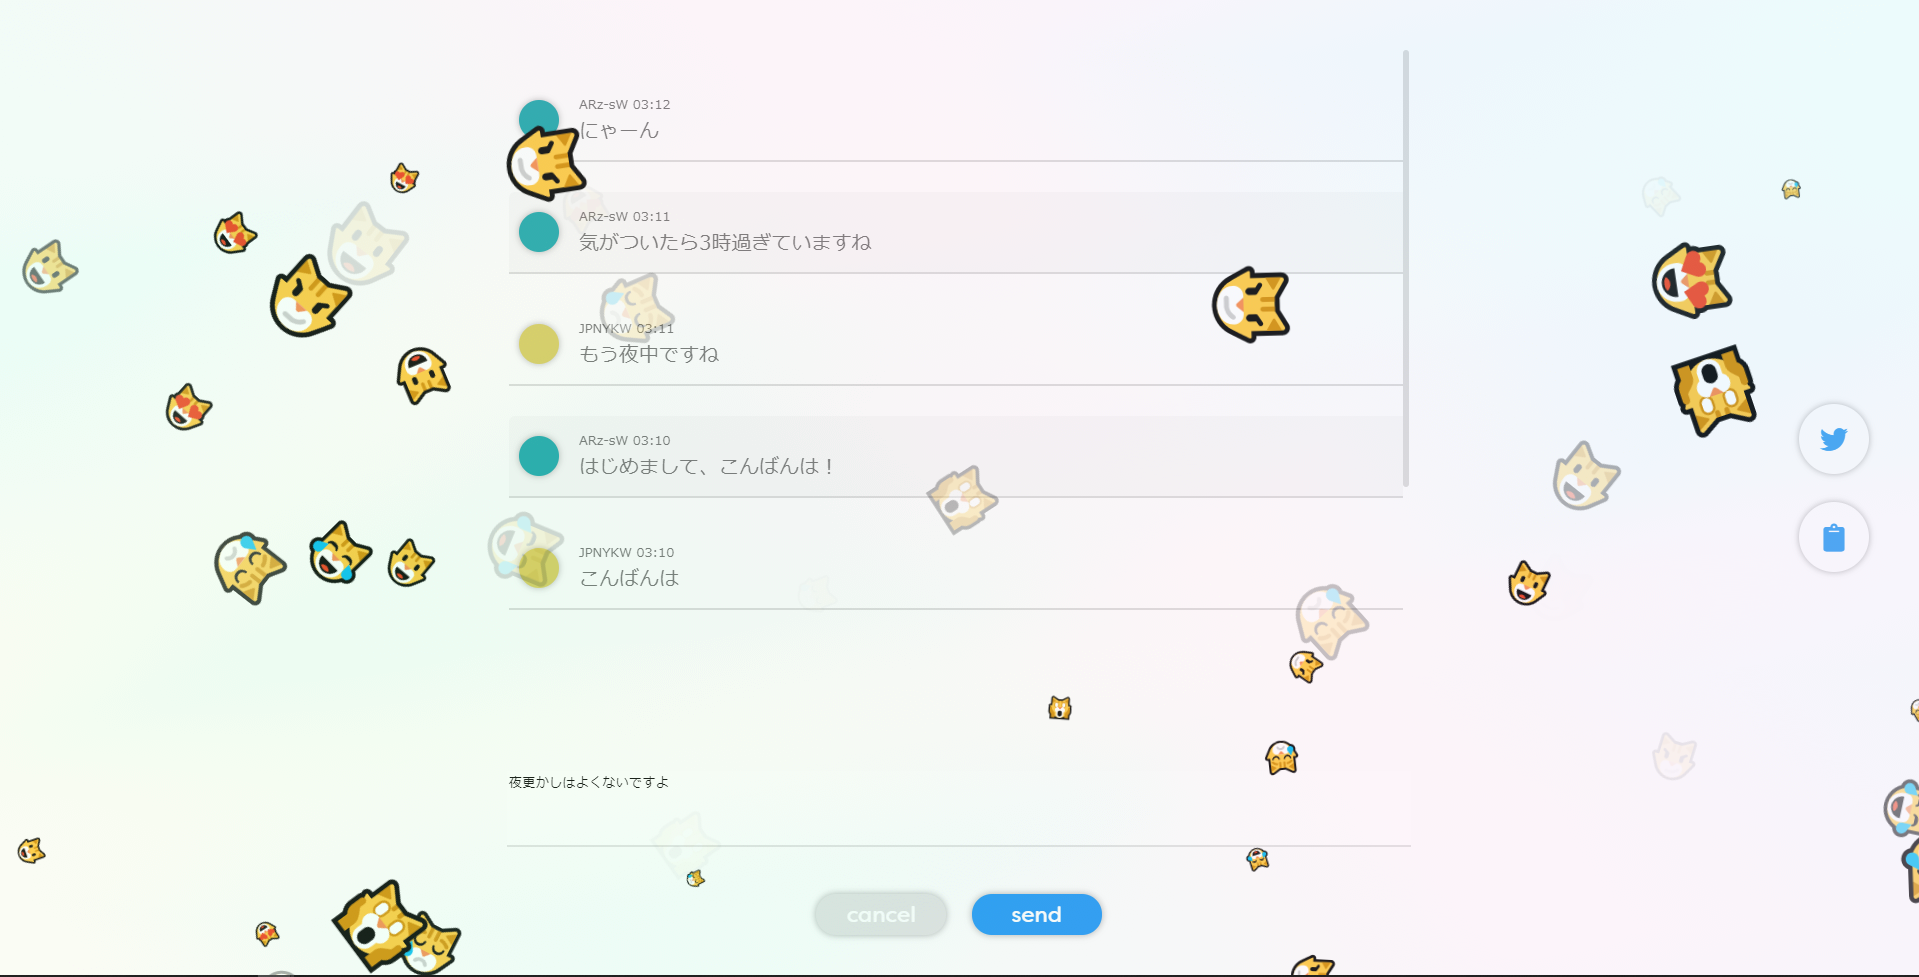 ARz-sW 03:12
にゃーん
ARz-sW 03:11
気がついたら3時過ぎていますね
JPNYKW 03:11
もう夜中ですね
ARz-sW 03:10
はじめまして、こんばんは！
JPNYKW 03:10
こんばんは
夜更かしはよくないですよ
cancel
send